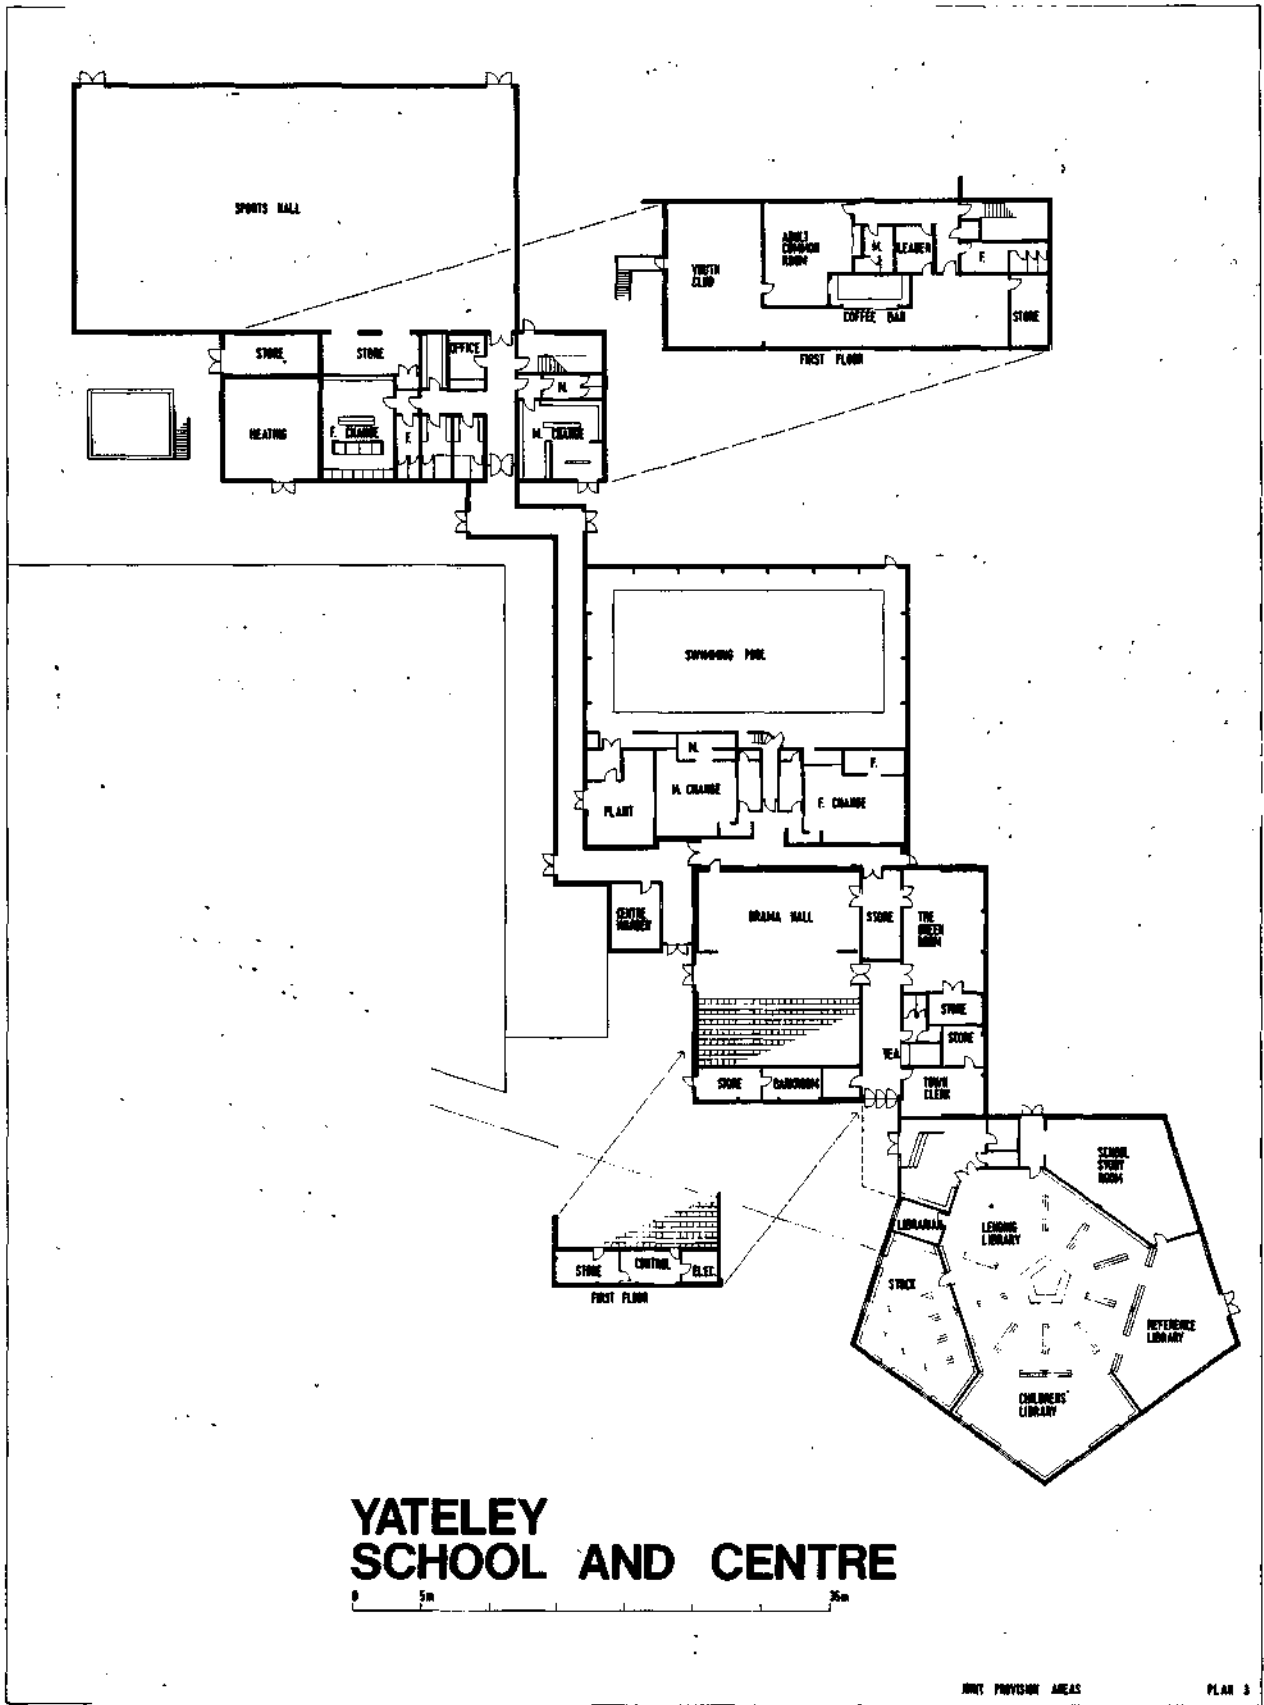 SPORTS HALL
YOUTH
CLUB
ADULT
COMMON
ROOM
M.
LEADER
F.
COFFEE BAR
STORE
FIRST FLOOR
STORE
STORE
OFFICE
HEATING
F. CHANGE
F.
M.
M. CHANGE
SWIMMING POOL
M.
M. CHANGE
PLANT
F.
F. CHANGE
CENTRE
WARDEN
DRAMA HALL
STORE
THE
GREEN
ROOM
STORE
STORE
TEA
TOWN
CLERK
STORE
DARKROOM
SCHOOL
STUDY
ROOM
LIBRARIAN
LENDING
LIBRARY
STACK
REFERENCE
LIBRARY
CHILDRENS'
LIBRARY
STORE
CONTROL
ELEC.
FIRST FLOOR
YATELEY
SCHOOL AND CENTRE
0 5m
JOINT PROVISION AREAS
PLAN 3